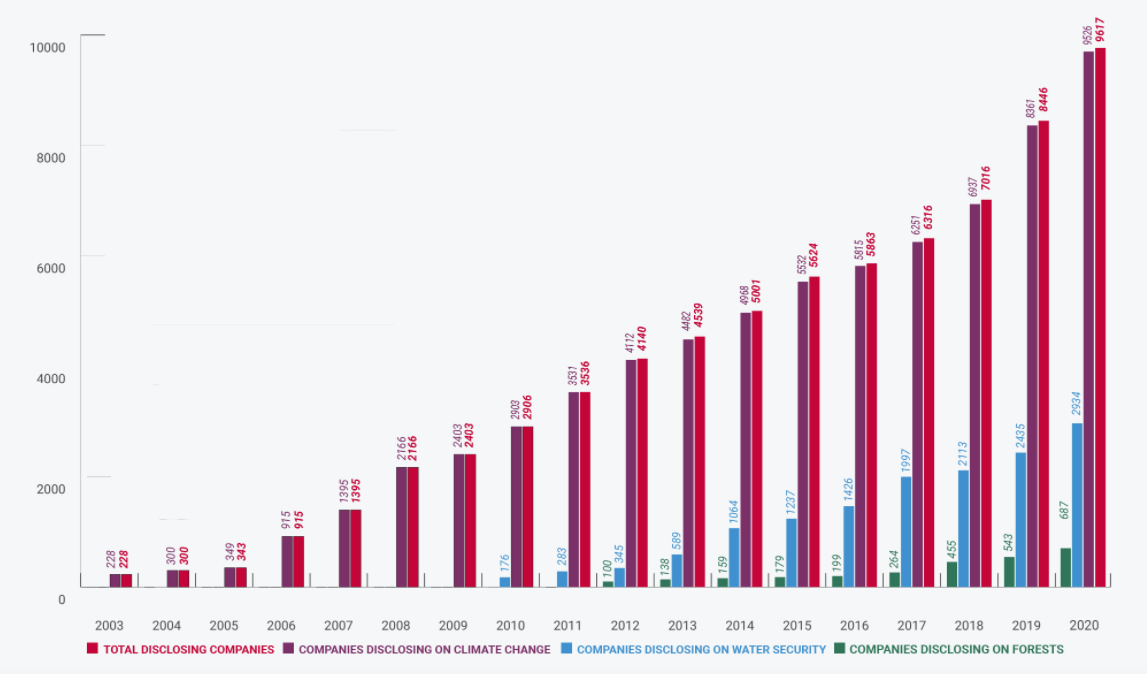 10000
8000
6000
4000
2000
0
228 228
300 300
349 343
915 915
1395 1395
2166 2166
2403 2403
176 2903 2906
283 3531 3536
100 345 4112 4140
138 589 4482 4539
159 1064 4968 5001
179 1237 5532 5624
199 1426 5815 5863
264 1997 6251 6316
455 2113 6937 7016
543 2435 8361 8446
687 2934 9526 9617
2003 2004 2005 2006 2007 2008 2009 2010 2011 2012 2013 2014 2015 2016 2017 2018 2019 2020
TOTAL DISCLOSING COMPANIES COMPANIES DISCLOSING ON CLIMATE CHANGE COMPANIES DISCLOSING ON WATER SECURITY COMPANIES DISCLOSING ON FORESTS